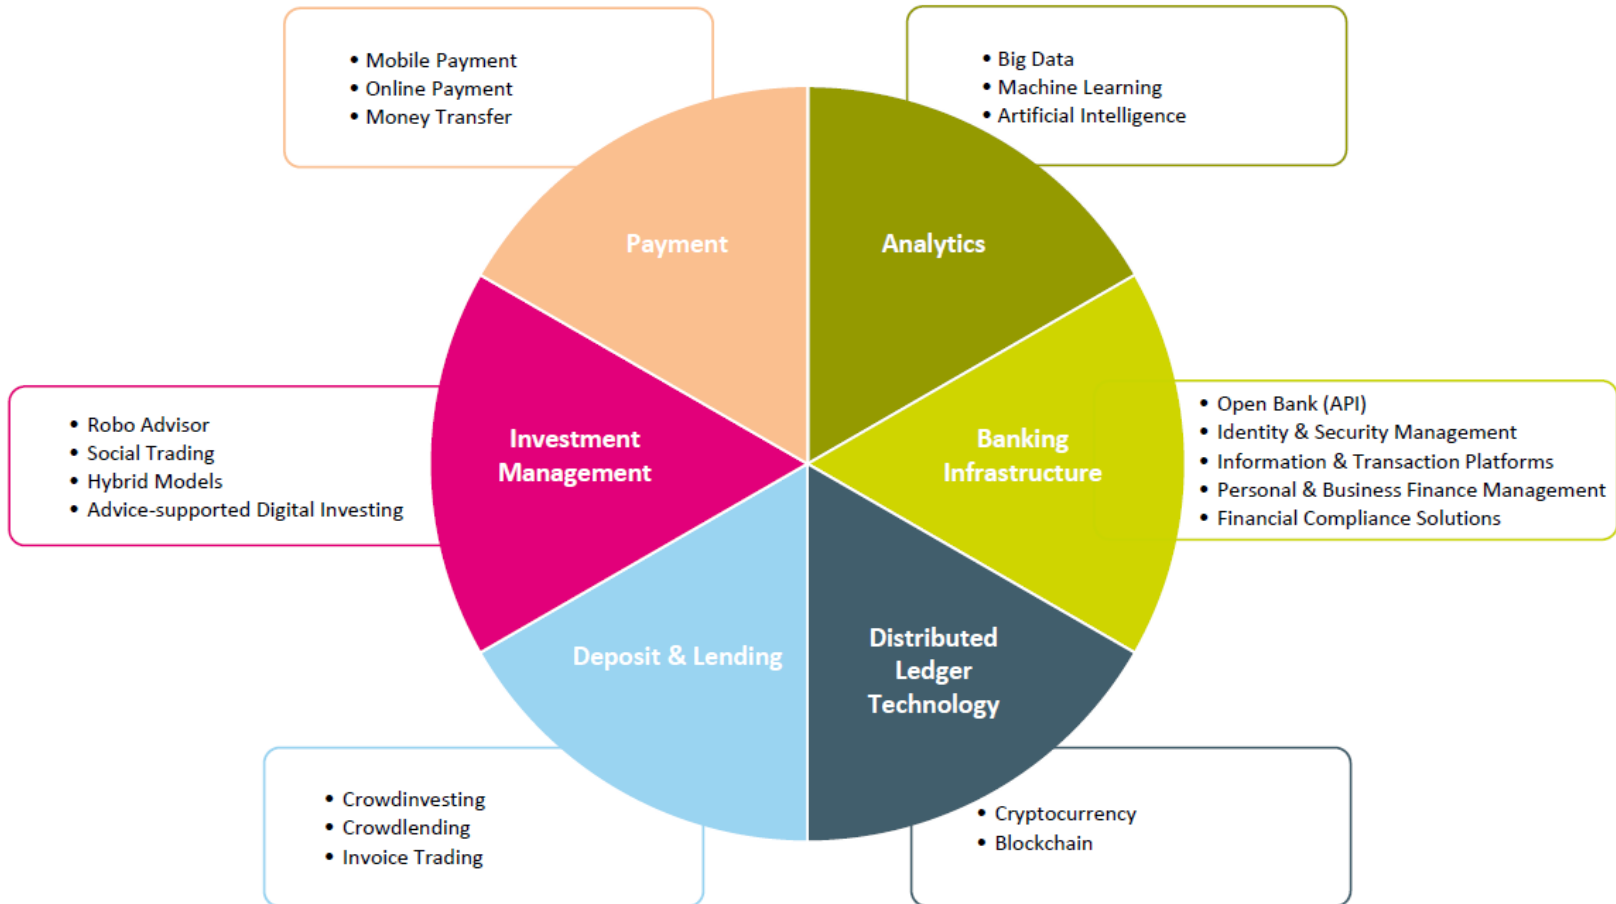 • Mobile Payment
• Online Payment
• Money Transfer
• Big Data
• Machine Learning
• Artificial Intelligence
Payment
Analytics
• Robo Advisor
• Social Trading
• Hybrid Models
• Advice-supported Digital Investing
Investment
Management
Banking
Infrastructure
• Open Bank (API)
• Identity & Security Management
• Information & Transaction Platforms
• Personal & Business Finance Management
• Financial Compliance Solutions
Deposit & Lending
Distributed
Ledger
Technology
• Crowdinvesting
• Crowdlending
• Invoice Trading
• Cryptocurrency
• Blockchain